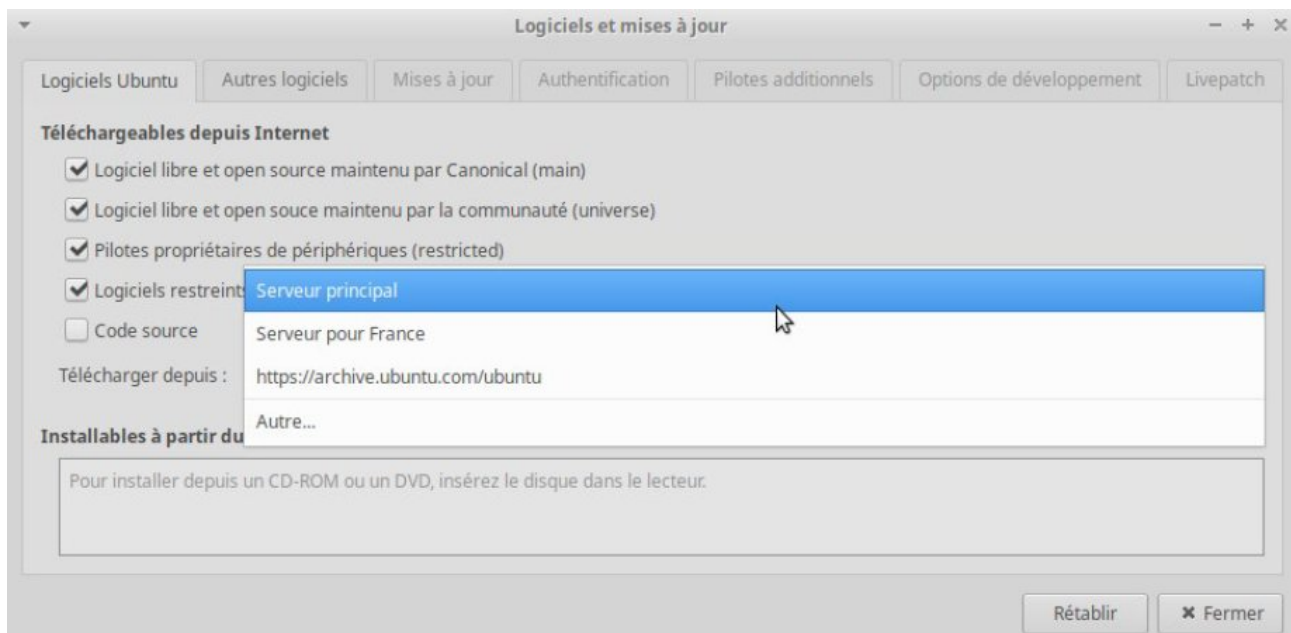 Logiciels et mises à jour
Logiciels Ubuntu Autres logiciels Mises à jour Authentification Pilotes additionnels Options de développement Livepatch
Téléchargeables depuis Internet
Logiciel libre et open source maintenu par Canonical (main)
Logiciel libre et open souce maintenu par la communauté (universe)
Pilotes propriétaires de périphériques (restricted)
Logiciels restreints
Serveur principal
Code source
Serveur pour France
Télécharger depuis :
https://archive.ubuntu.com/ubuntu
Autre...
Installables à partir du
Pour installer depuis un CD-ROM ou un DVD, insérez le disque dans le lecteur.
Rétablir Fermer